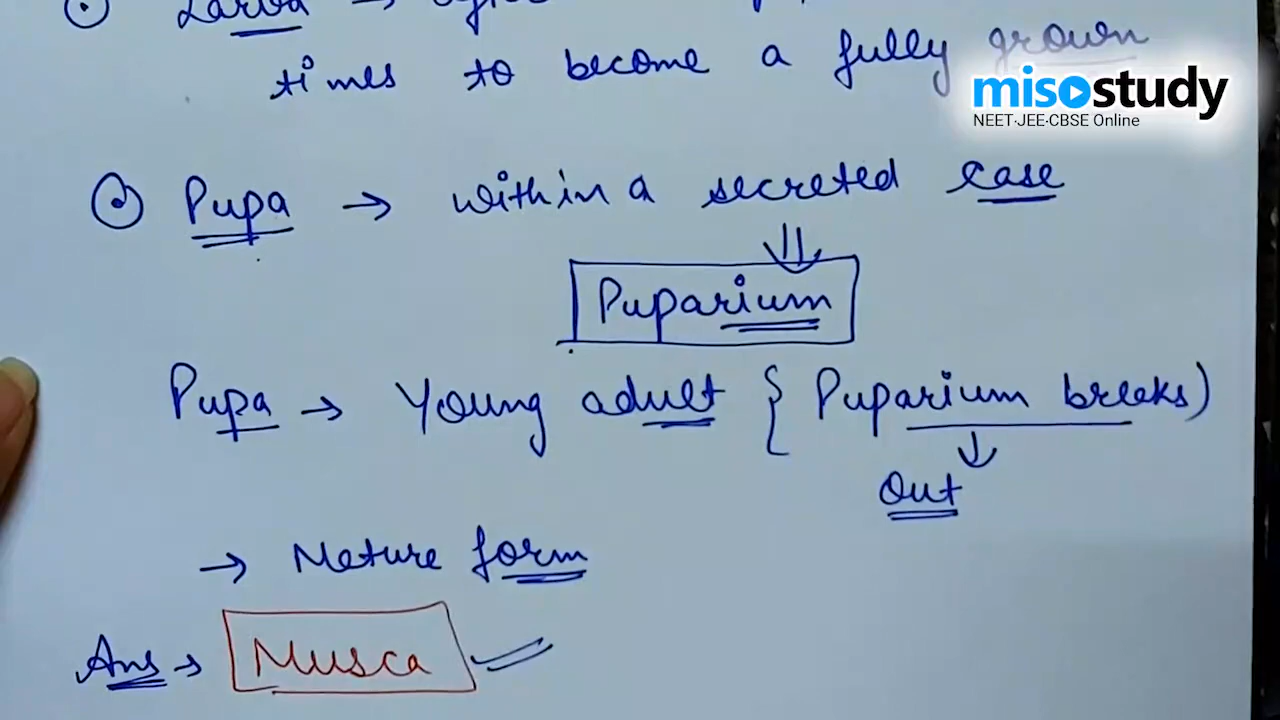 Larva →
times to become a fully grown
misostudy
NEET·JEE·CBSE Online
Pupa → within a secreted case
Puparium
Pupa → Young adult { Puparium breaks)
Out
→ Mature form
Ans → Musca